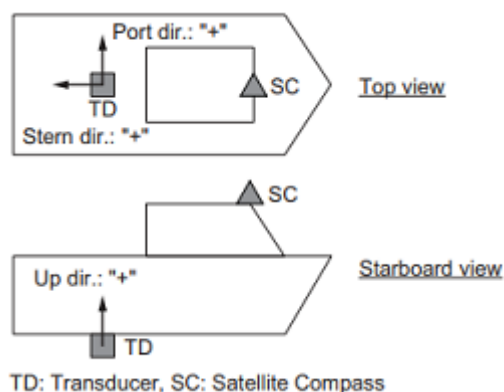 Port dir.: "+"
SC
Top view
TD
Stern dir.: "+"
SC
Starboard view
Up dir.: "+"
TD
TD: Transducer, SC: Satellite Compass